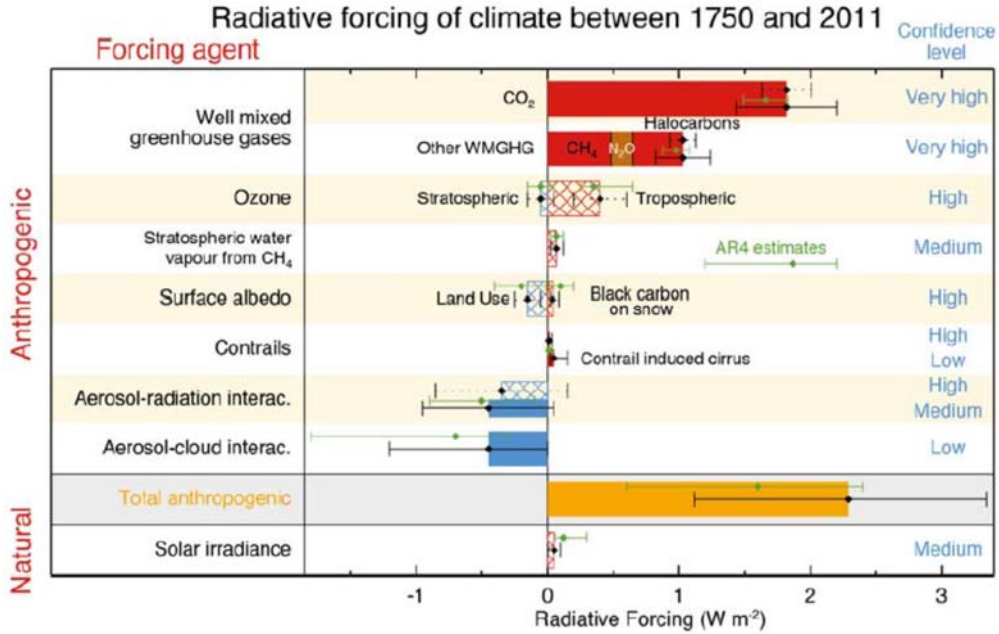 Radiative forcing of climate between 1750 and 2011
Forcing agent
Confidence
level
Anthropogenic
Well mixed
greenhouse gases
CO₂
Very high
Halocarbons
Other WMGHG
CH₄
N₂O
Very high
Ozone
Stratospheric
Tropospheric
High
Stratospheric water
vapour from CH₄
AR4 estimates
Medium
Surface albedo
Land Use
Black carbon
on snow
High
Contrails
High
Contrail induced cirrus
Low
Aerosol-radiation interac.
High
Medium
Aerosol-cloud interac.
Low
Total anthropogenic
Natural
Solar irradiance
Medium
-1 0 1 2 3
Radiative Forcing (W m⁻²)